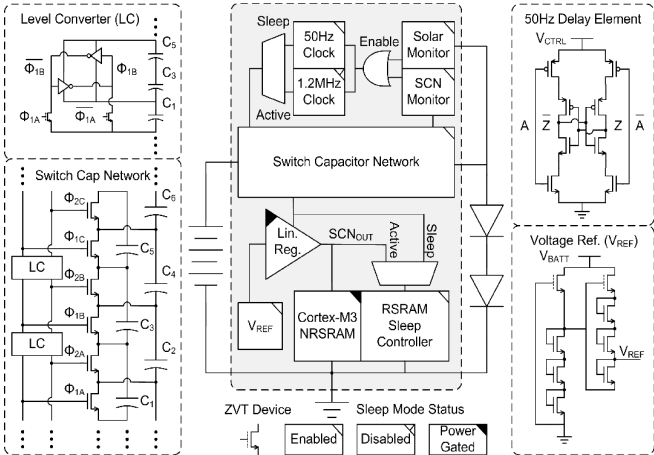 Level Converter (LC)
Φ1B
Φ1B
Φ1A
Φ1A
C5
C3
C1
Switch Cap Network
Φ2C
Φ1C
Φ2B
Φ1B
Φ2A
Φ1A
LC
LC
C6
C5
C4
C3
C2
C1
Sleep
Active
50Hz
Clock
1.2MHz
Clock
Enable
Solar
Monitor
SCN
Monitor
Switch Capacitor Network
Lin.
Reg.
SCNOUT
Active
Sleep
VREF
Cortex-M3
NRSRAM
RSRAM
Sleep
Controller
ZVT Device
Sleep Mode Status
Enabled
Disabled
Power
Gated
50Hz Delay Element
VCTRL
A
Z
Z
A
Voltage Ref. (VREF)
VBATT
VREF